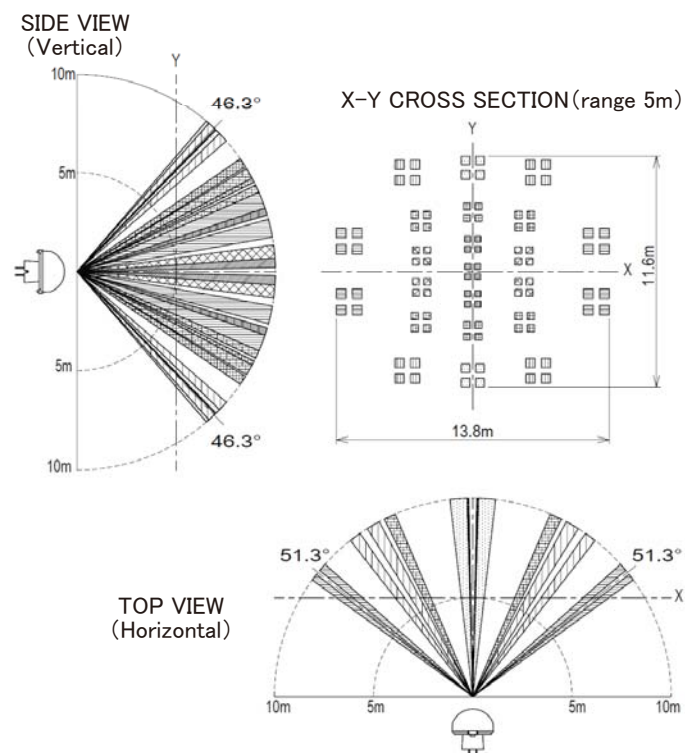 SIDE VIEW
(Vertical)
10m
Y
46.3°
5m
5m
46.3°
10m
X-Y CROSS SECTION(range 5m)
Y
X
11.6m
13.8m
TOP VIEW
(Horizontal)
51.3°
51.3°
X
10m 5m 5m 10m